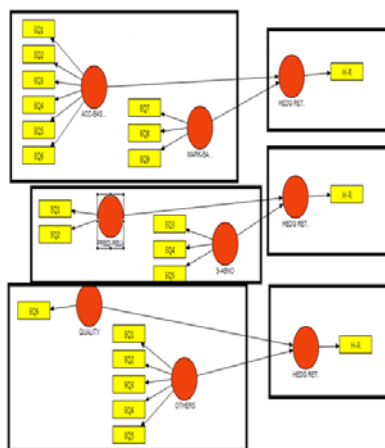 EQ1
EQ2
EQ3
EQ4
EQ5
EQ6
ACC-BAS...
EQ7
EQ8
EQ9
MARK-BA...
HEDG RET.
H-R
EQ1
EQ2
PRED-RELI
EQ3
EQ4
EQ5
S-ABNO
HEDG RET.
H-R
EQ6
QUALITY
EQ1
EQ2
EQ3
EQ4
EQ5
OTHERS
HEDG RET.
H-R